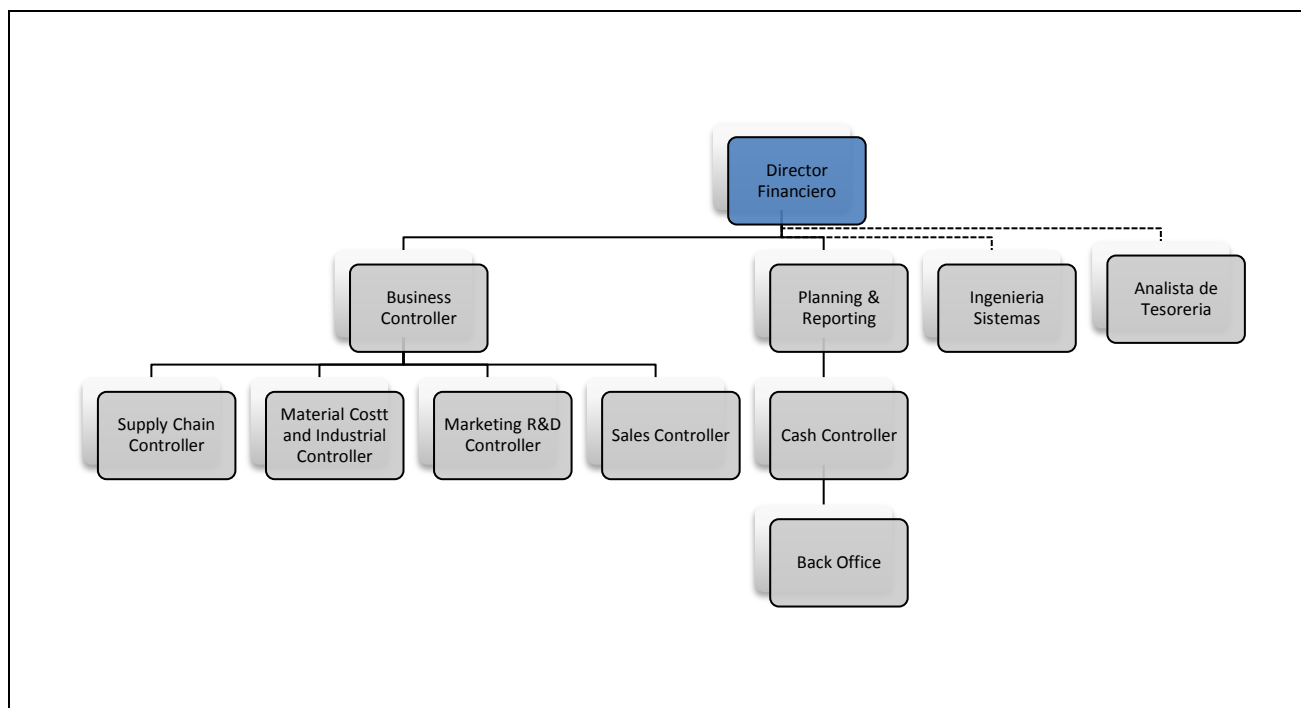 Director
Financiero
Business
Controller
Planning &
Reporting
Ingenieria
Sistemas
Analista de
Tesoreria
Supply Chain
Controller
Material Costt
and Industrial
Controller
Marketing R&D
Controller
Sales Controller
Cash Controller
Back Office